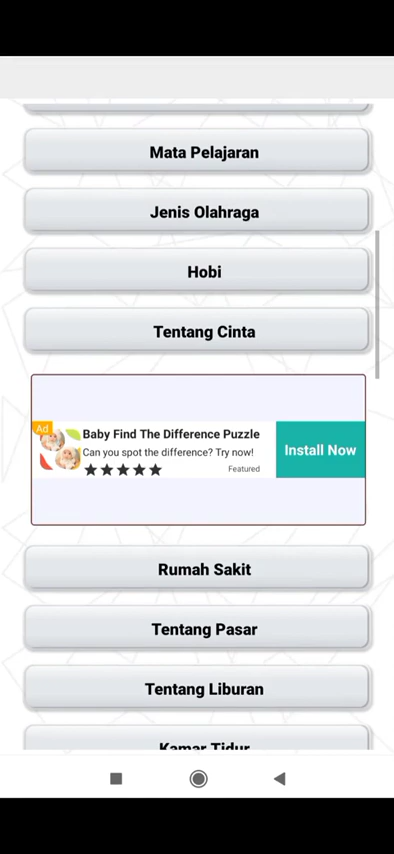 Mata Pelajaran
Jenis Olahraga
Hobi
Tentang Cinta
Ad
Baby Find The Difference Puzzle
Can you spot the difference? Try now!
Featured
Install Now
Rumah Sakit
Tentang Pasar
Tentang Liburan
Kamar Tidur